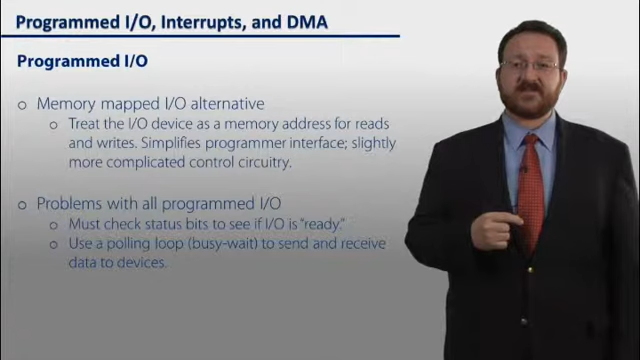 Programmed I/O, Interrupts, and DMA
Programmed I/O
Memory mapped I/O alternative
Treat the I/O device as a memory address for reads
and writes. Simplifies programmer interface; slightly
more complicated control circuitry.
Problems with all programmed I/O
Must check status bits to see if I/O is "ready."
Use a polling loop (busy-wait) to send and receive
data to devices.